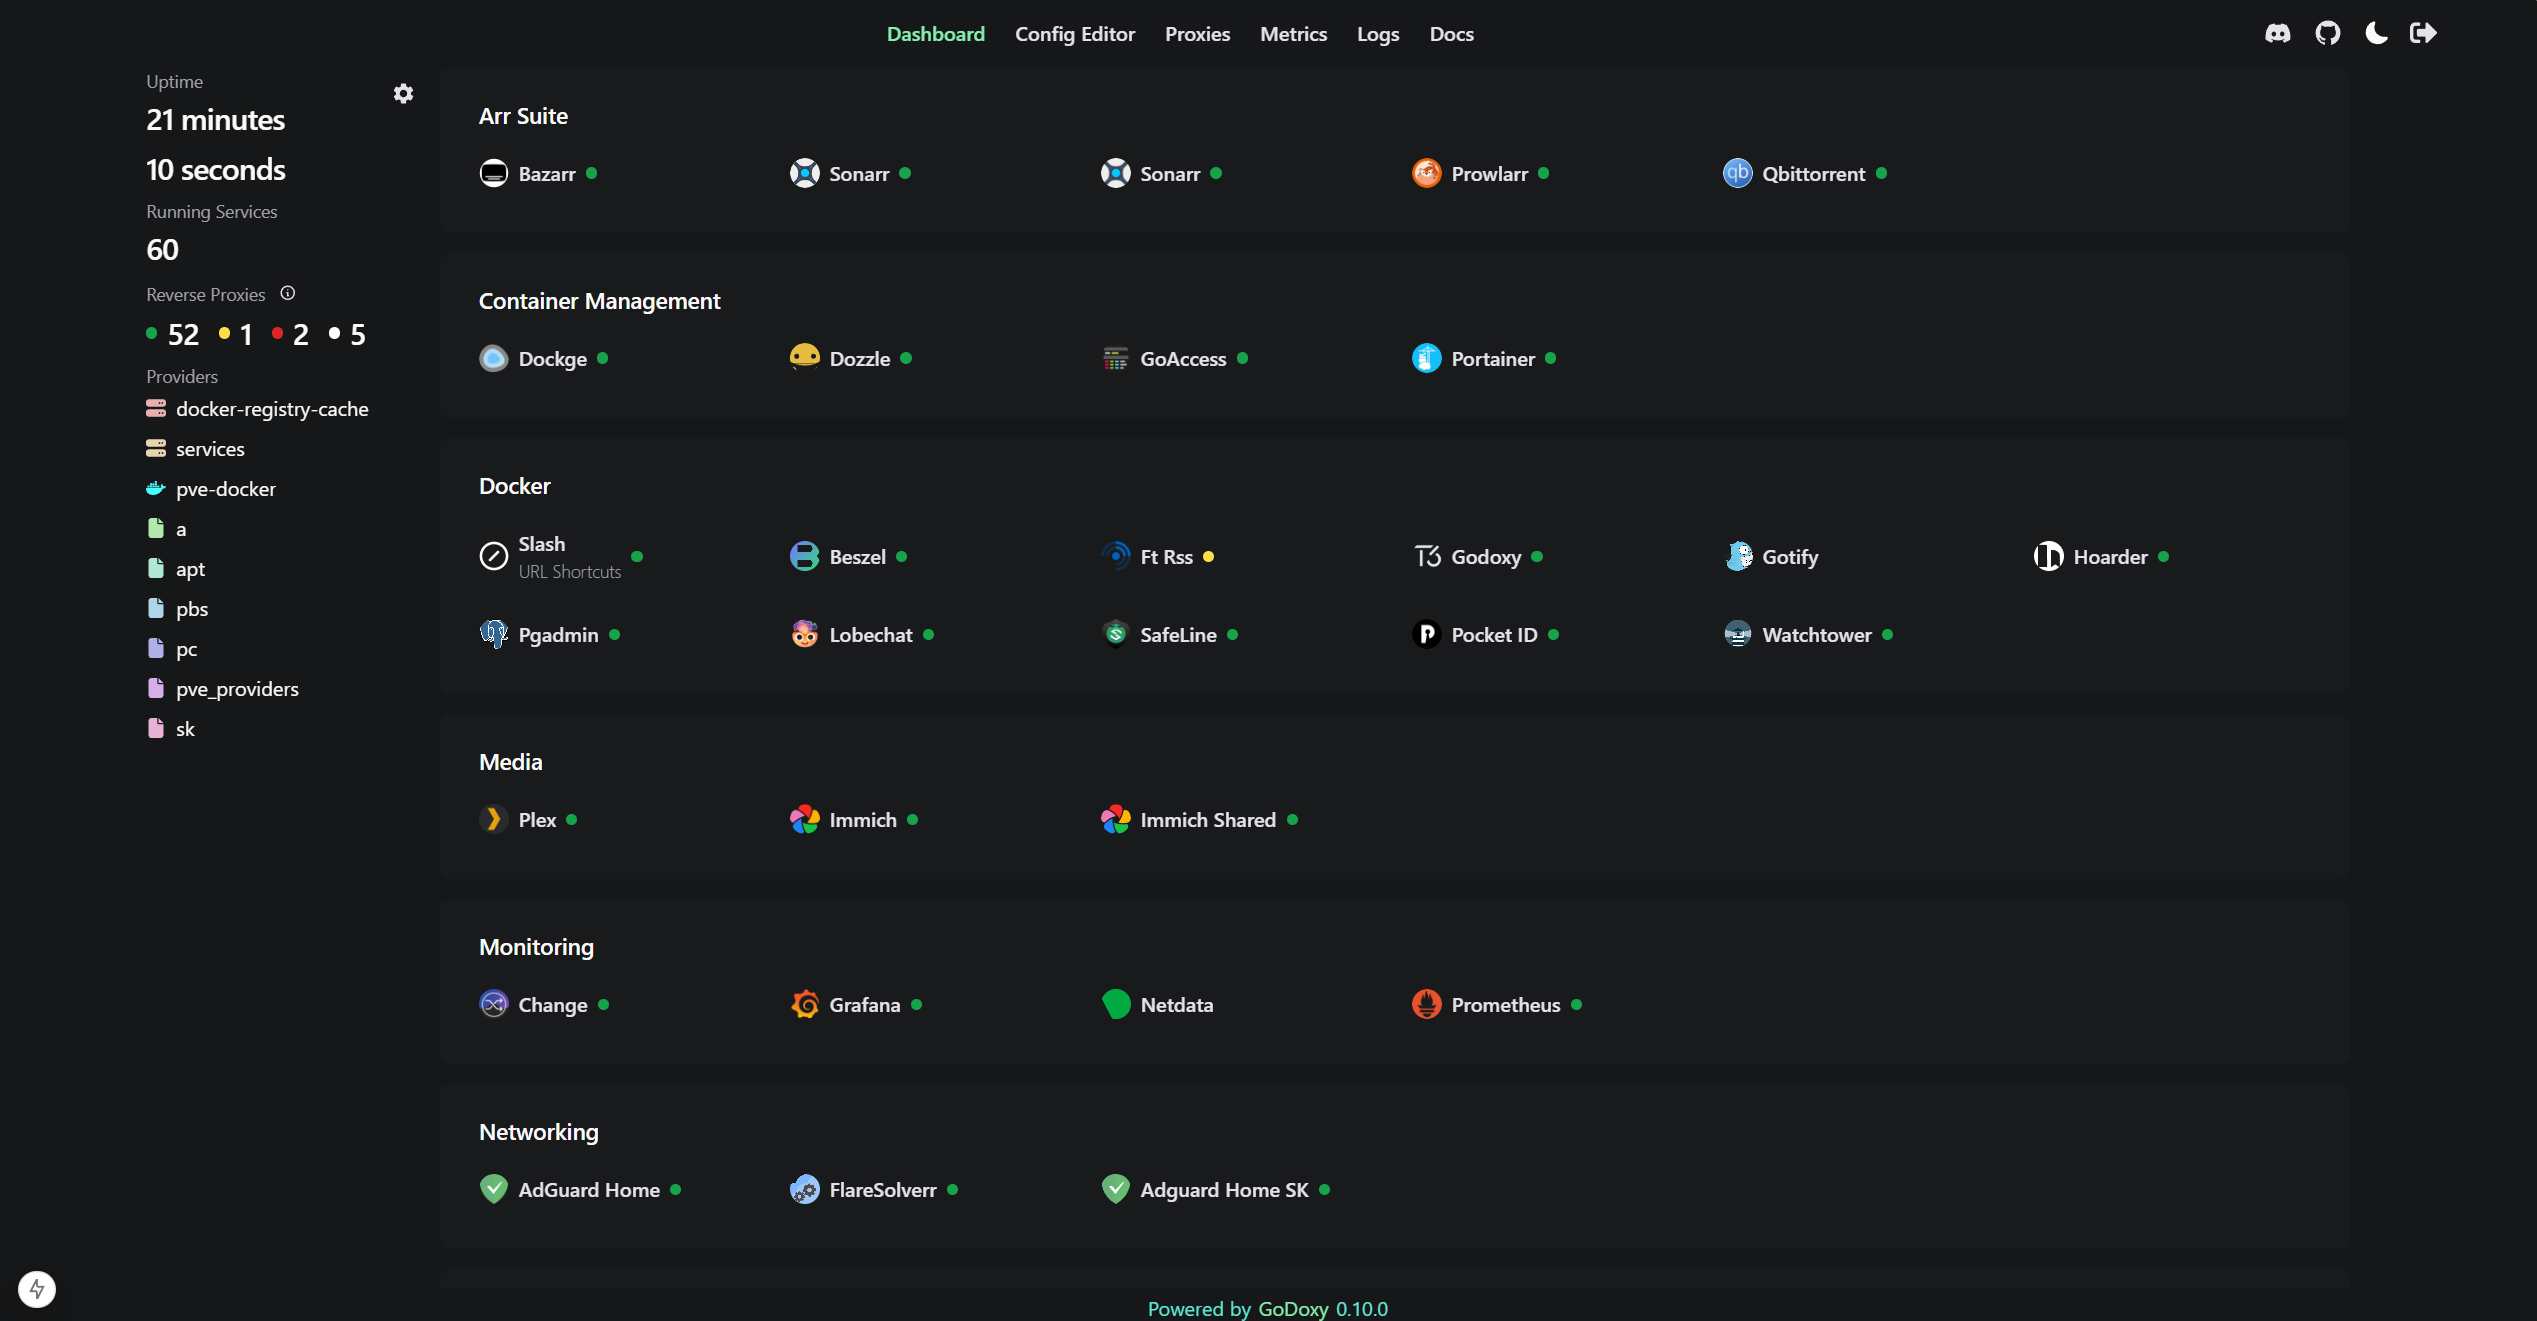 Dashboard Config Editor Proxies Metrics Logs Docs
Uptime
21 minutes
10 seconds
Running Services
60
Reverse Proxies
52 1 2 5
Providers
docker-registry-cache
services
pve-docker
a
apt
pbs
pc
pve_providers
sk
Arr Suite
Bazarr Sonarr Sonarr Prowlarr qb Qbittorrent
Container Management
Dockge Dozzle GoAccess Portainer
Docker
Slash
URL Shortcuts
Beszel Ft Rss Godoxy Gotify Hoarder
Pgadmin Lobechat SafeLine Pocket ID Watchtower
Media
Plex Immich Immich Shared
Monitoring
Change Grafana Netdata Prometheus
Networking
AdGuard Home FlareSolverr Adguard Home SK
Powered by GoDoxy 0.10.0